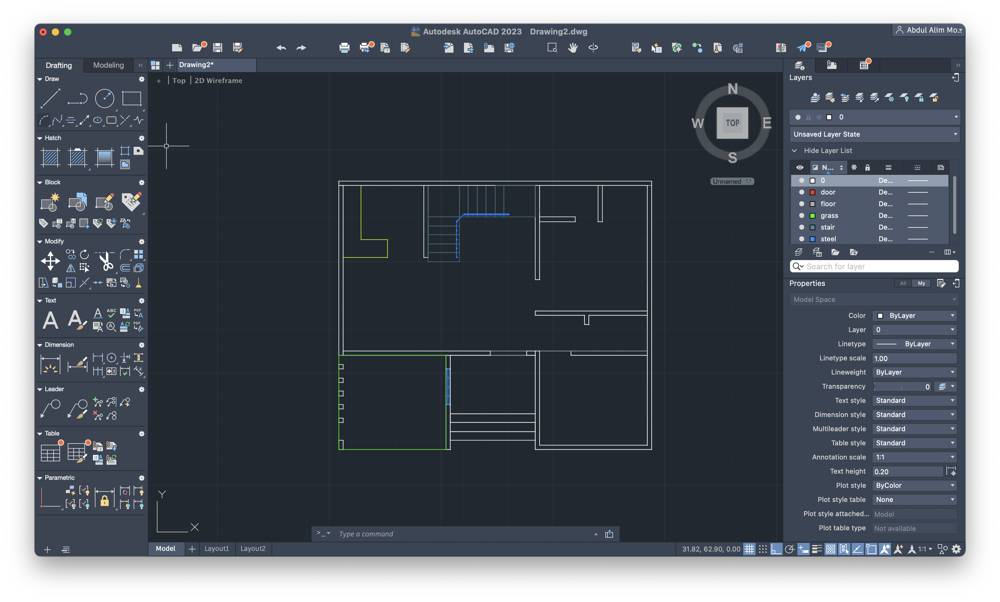 Autodesk AutoCAD 2023 Drawing2.dwg
Abdul Alim Mo...
Drafting
Modeling
Drawing2*
Draw
Hatch
Block
Modify
Text
ABC
PDF
PDF
Dimension
Leader
Table
Parametric
+ | Top | 2D Wireframe
N
W
TOP
E
S
Unnamed
Y
X
>_ Type a command
Model
Layout1
Layout2
31.82, 62.90, 0.00
1:1
Layers
0
Unsaved Layer State
Hide Layer List
N...
0 De...
door De...
floor De...
grass De...
stair De...
steel De...
Search for layer
Properties
All
My
Model Space
Color ByLayer
Layer 0
Linetype ByLayer
Linetype scale 1.00
Lineweight ByLayer
Transparency 0
Text style Standard
Dimension style Standard
Multileader style Standard
Table style Standard
Annotation scale 1:1
Text height 0.20
Plot style ByColor
Plot style table None
Plot style attached... Model
Plot table type Not available